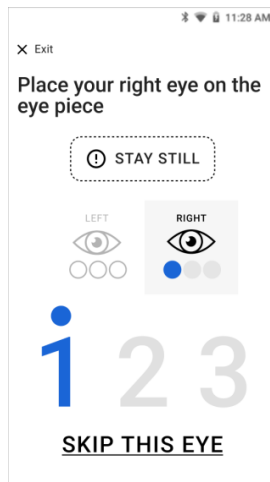 11:28 AM
Exit
Place your right eye on the
eye piece
STAY STILL
LEFT
RIGHT
1 2 3
SKIP THIS EYE